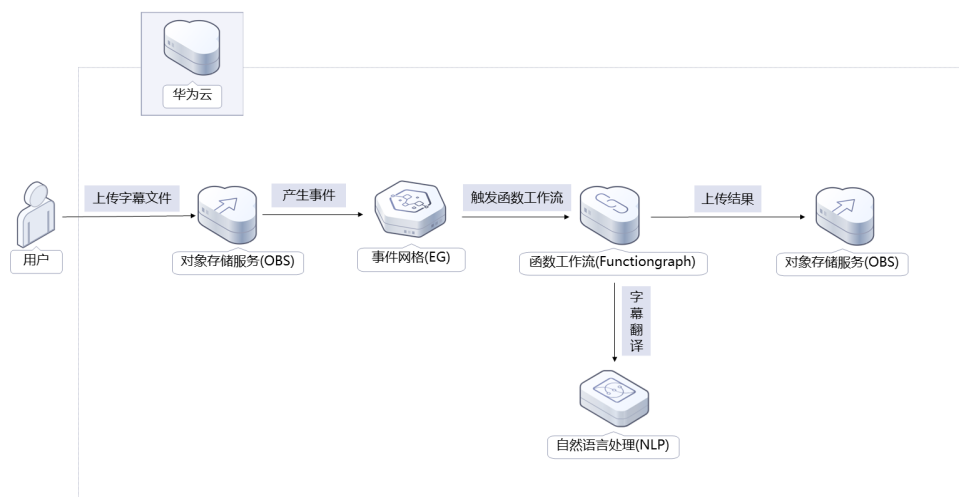 华为云
上传字幕文件
产生事件
触发函数工作流
上传结果
用户
对象存储服务(OBS)
事件网格(EG)
函数工作流(Functiongraph)
对象存储服务(OBS)
字幕翻译
自然语言处理(NLP)